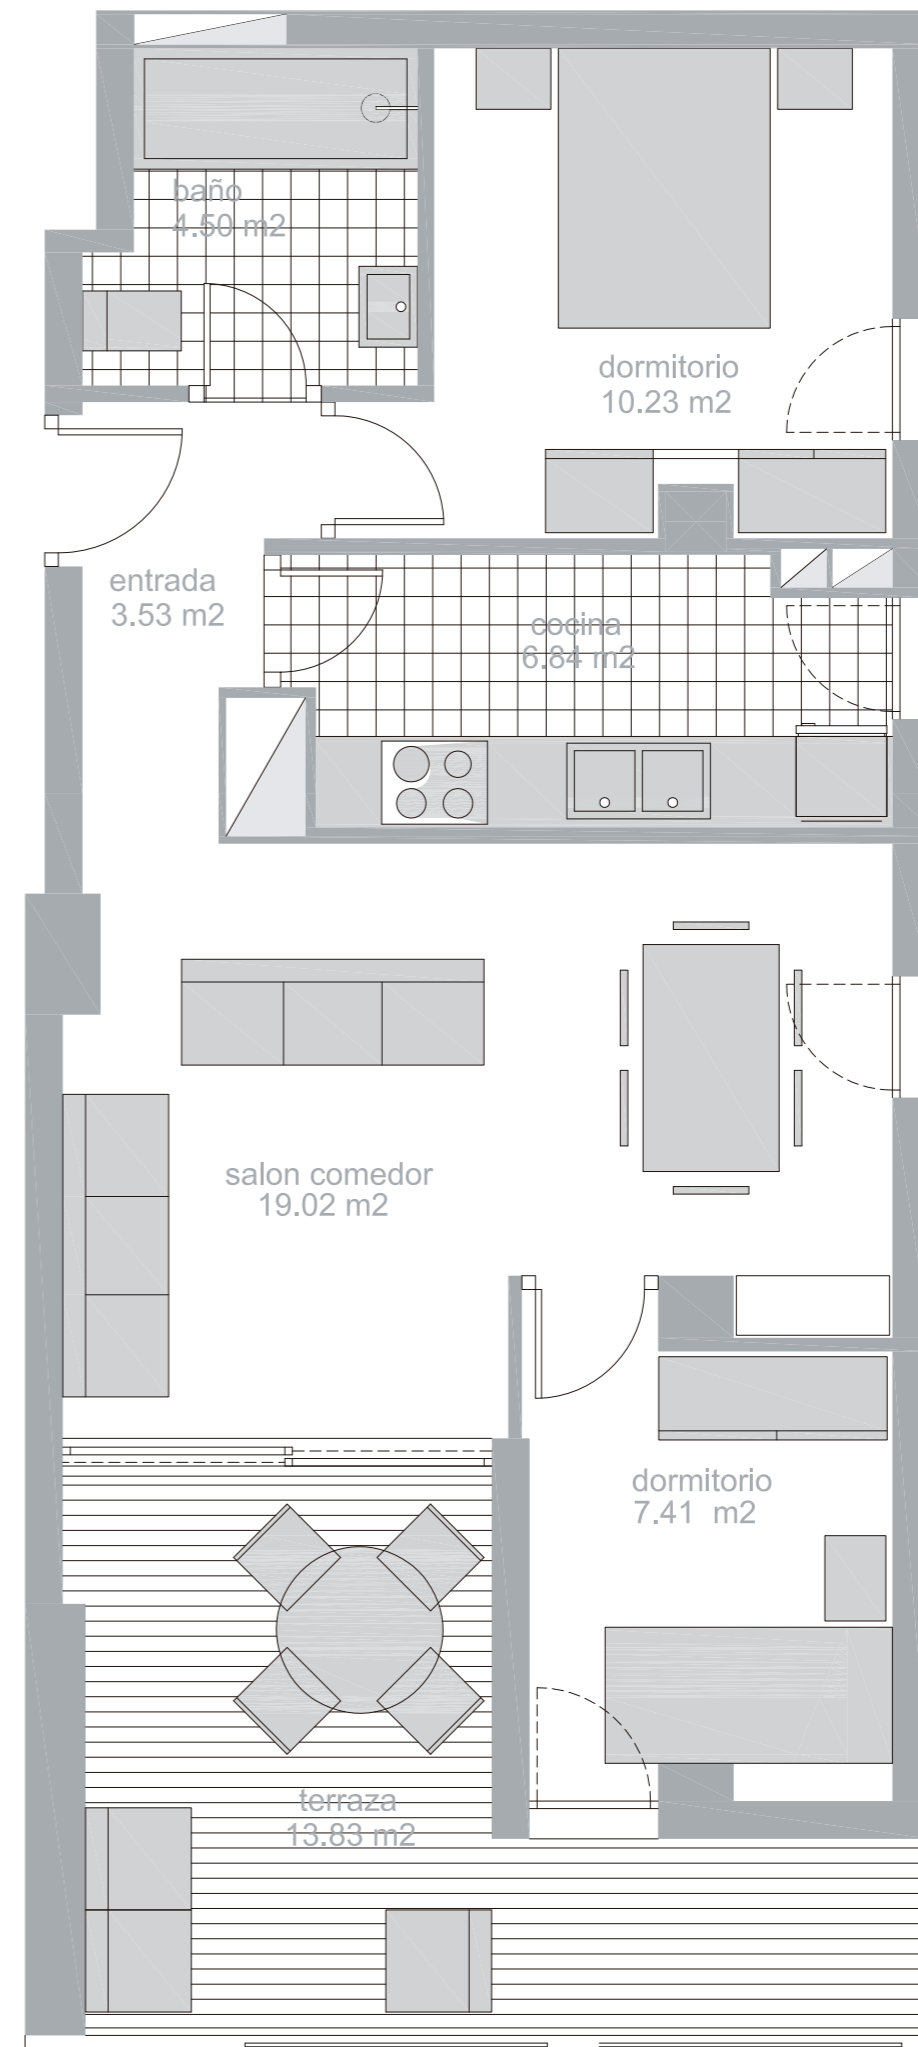 baño
4.50 m2
dormitorio
10.23 m2
entrada
3.53 m2
cocina
6.84 m2
salon comedor
19.02 m2
dormitorio
7.41 m2
terraza
13.83 m2